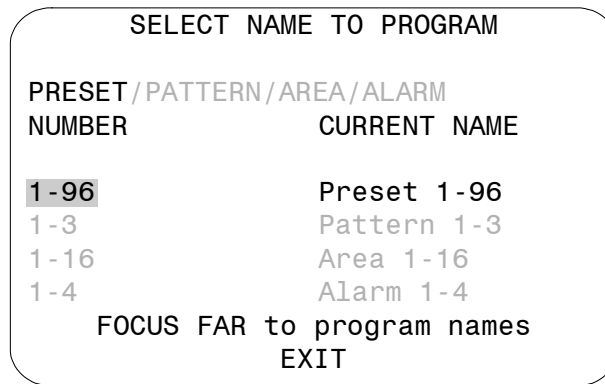 SELECT NAME TO PROGRAM
PRESET/PATTERN/AREA/ALARM
NUMBER CURRENT NAME
1-96 Preset 1-96
1-3 Pattern 1-3
1-16 Area 1-16
1-4 Alarm 1-4
FOCUS FAR to program names
EXIT